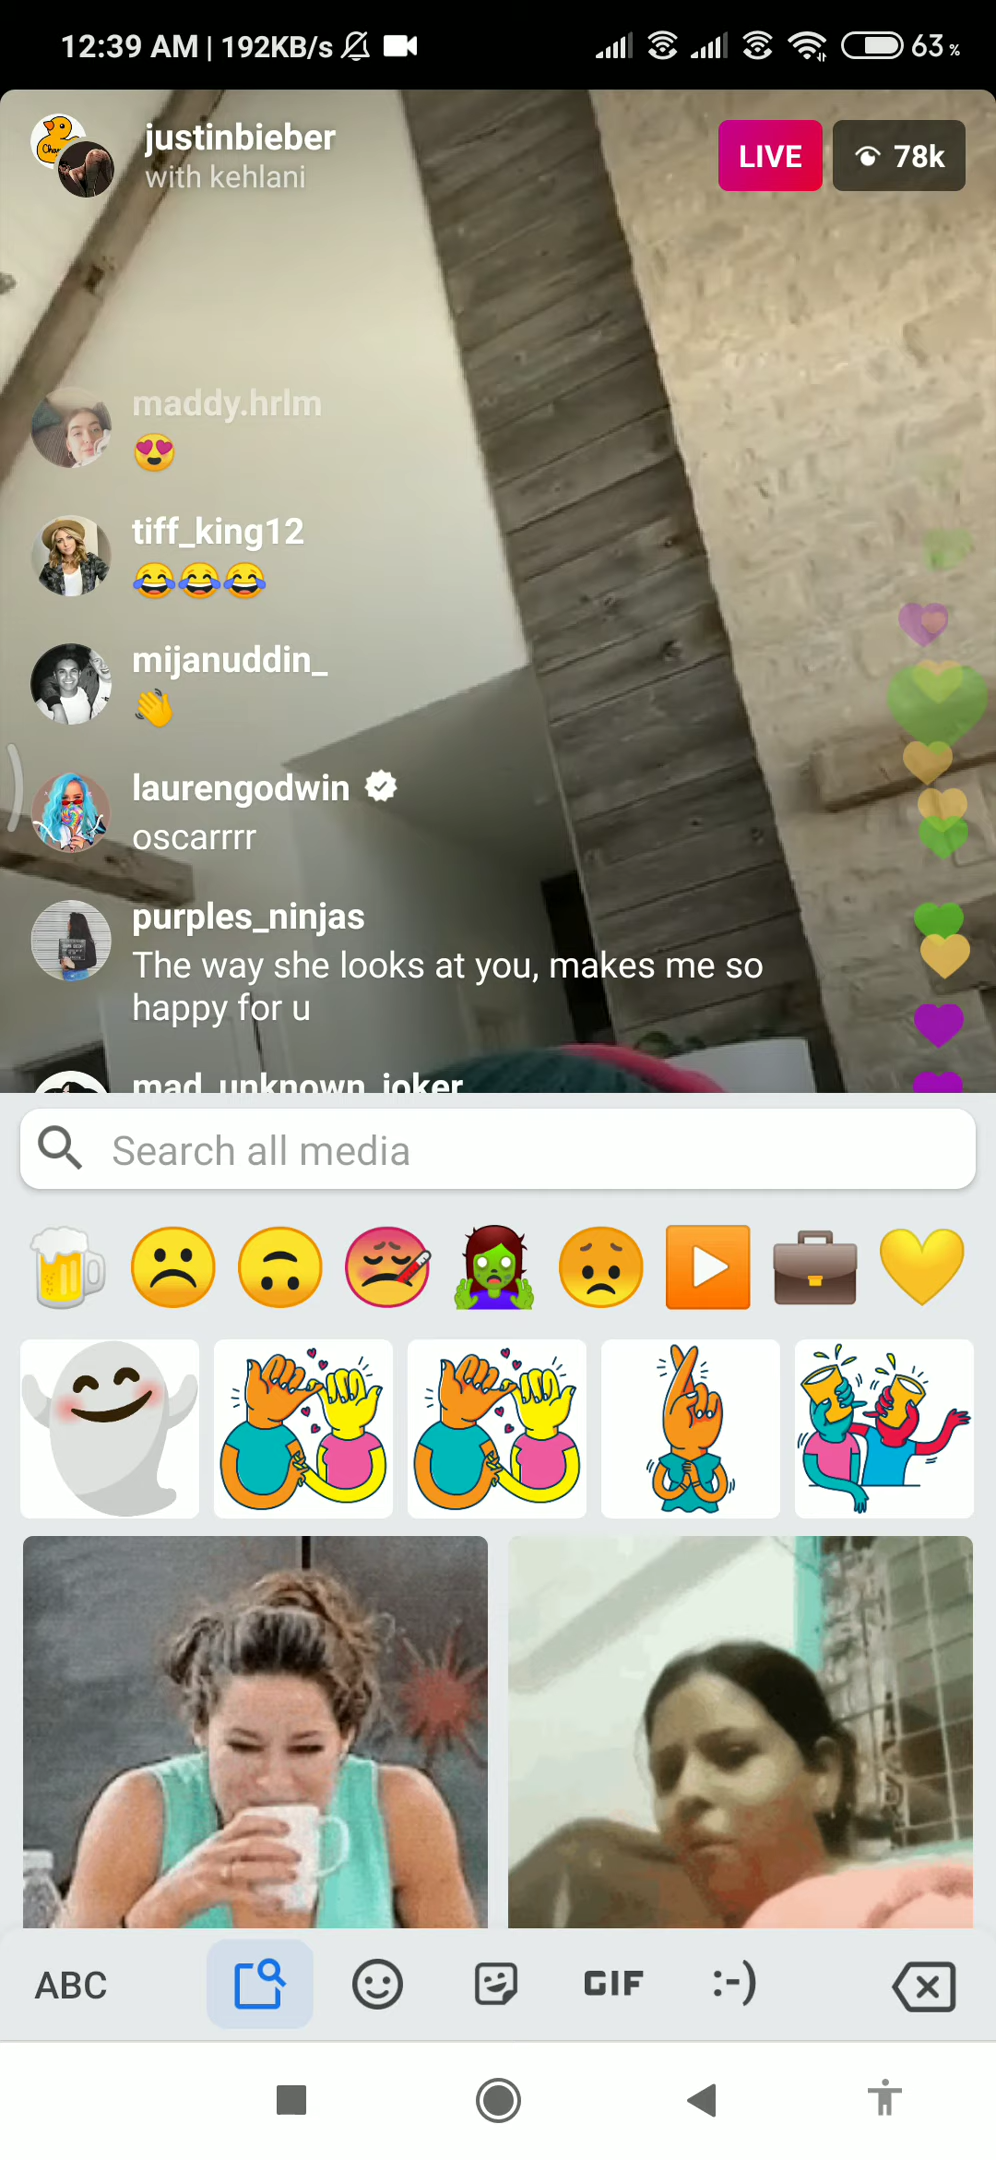 12:39 AM | 192KB/s
63%
justinbieber
with kehlani
LIVE
78k
maddy.hrlm
😍
tiff_king12
😂😂😂
mijanuddin_
👋
laurengodwin
oscarrrr
purples_ninjas
The way she looks at you, makes me so
happy for u
mad_unknown_joker
Search all media
ABC
GIF
:-)